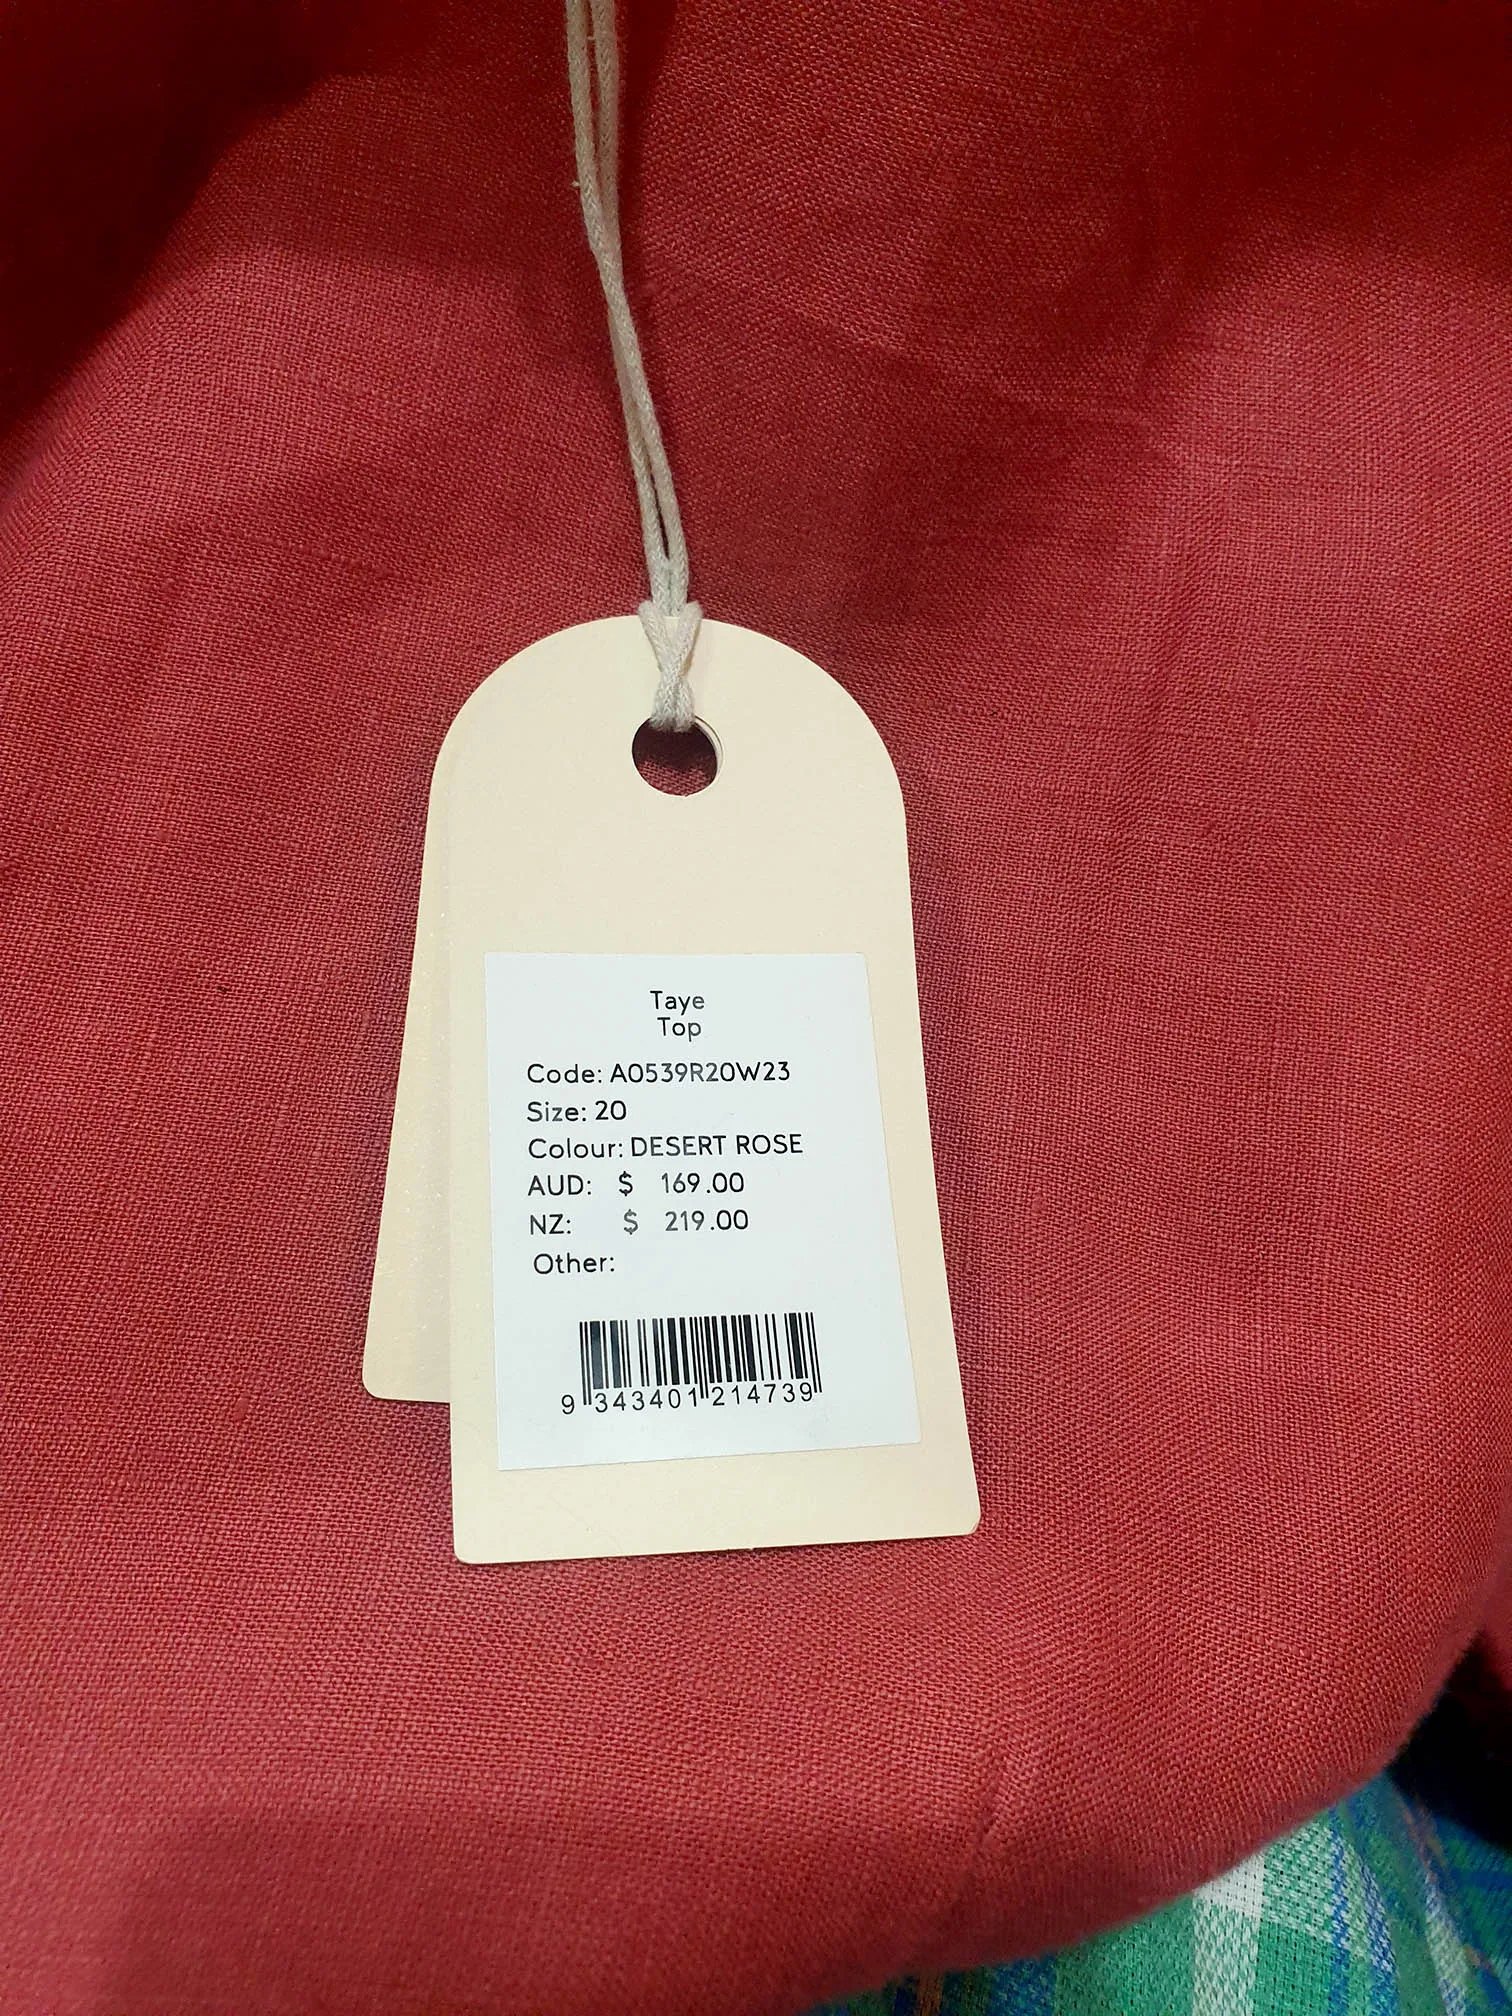 Taye
Top
Code: A0539R20W23
Size: 20
Colour: DESERT ROSE
AUD: $ 169.00
NZ: $ 219.00
Other:
9 343401 214739